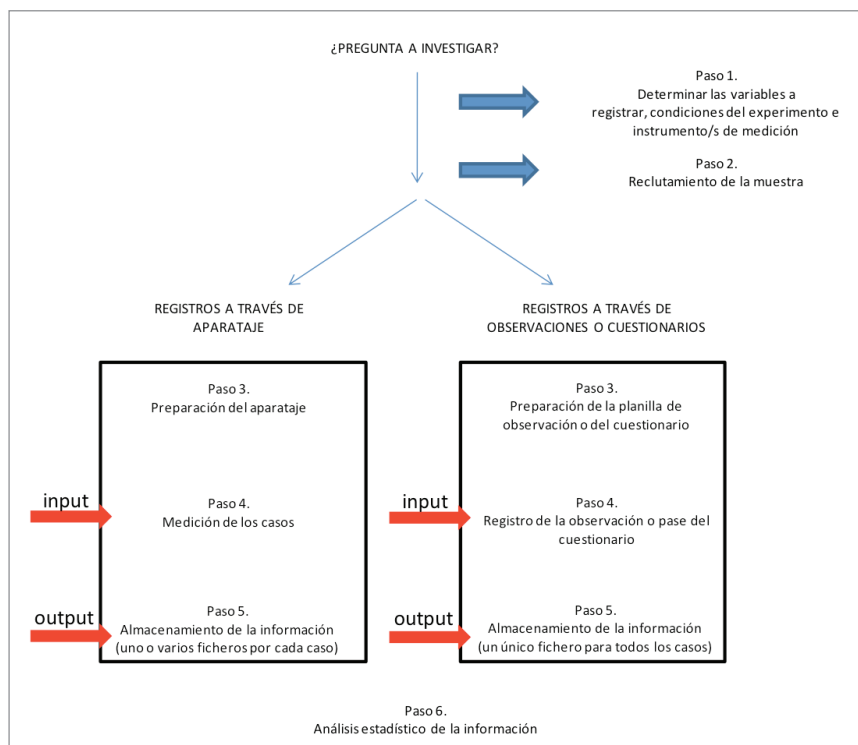 ¿PREGUNTA A INVESTIGAR?
Paso 1.
Determinar las variables a
registrar, condiciones del experimento e
instrumento/s de medición
Paso 2.
Reclutamiento de la muestra
REGISTROS A TRAVÉS DE
APARATAJE
Paso 3.
Preparación del aparataje
input
Paso 4.
Medición de los casos
output
Paso 5.
Almacenamiento de la información
(uno o varios ficheros por cada caso)
REGISTROS A TRAVÉS DE
OBSERVACIONES O CUESTIONARIOS
Paso 3.
Preparación de la planilla de
observación o del cuestionario
input
Paso 4.
Registro de la observación o pase del
cuestionario
output
Paso 5.
Almacenamiento de la información
(un único fichero para todos los casos)
Paso 6.
Análisis estadístico de la información